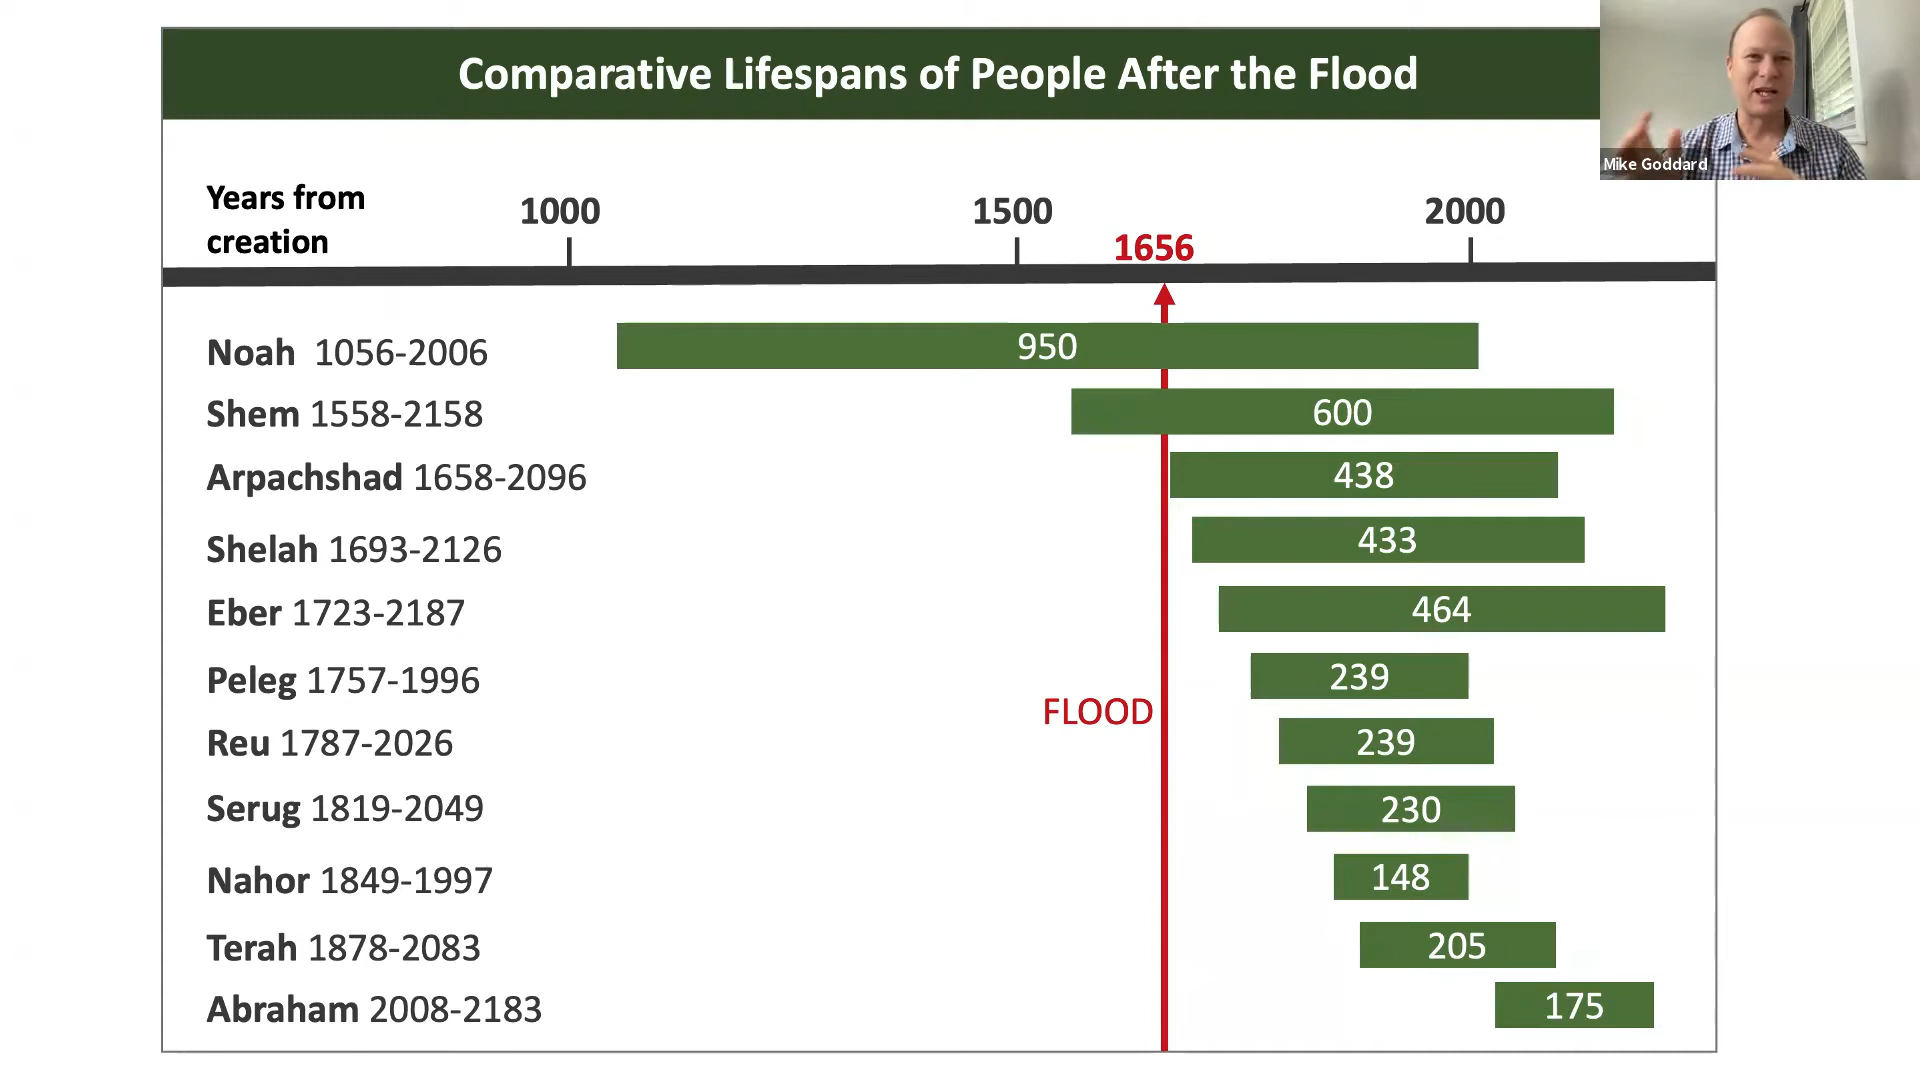 Comparative Lifespans of People After the Flood
Mike Goddard
Years from
creation
1000
1500
2000
1656
Noah 1056-2006
950
Shem 1558-2158
600
Arpachshad 1658-2096
438
Shelah 1693-2126
433
Eber 1723-2187
464
Peleg 1757-1996
239
FLOOD
Reu 1787-2026
239
Serug 1819-2049
230
Nahor 1849-1997
148
Terah 1878-2083
205
Abraham 2008-2183
175